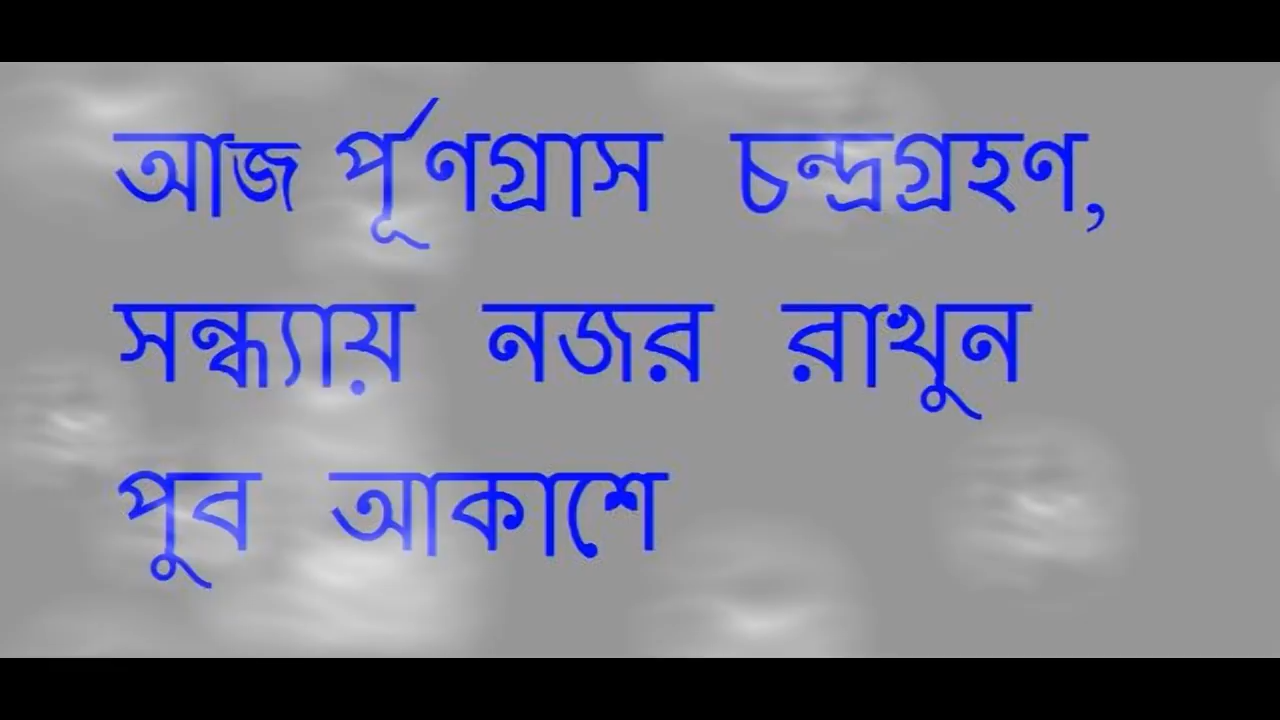 আজ পূর্ণগ্রাস চন্দ্রগ্রহণ,
সন্ধ্যায় নজর রাখুন
পুব আকাশে